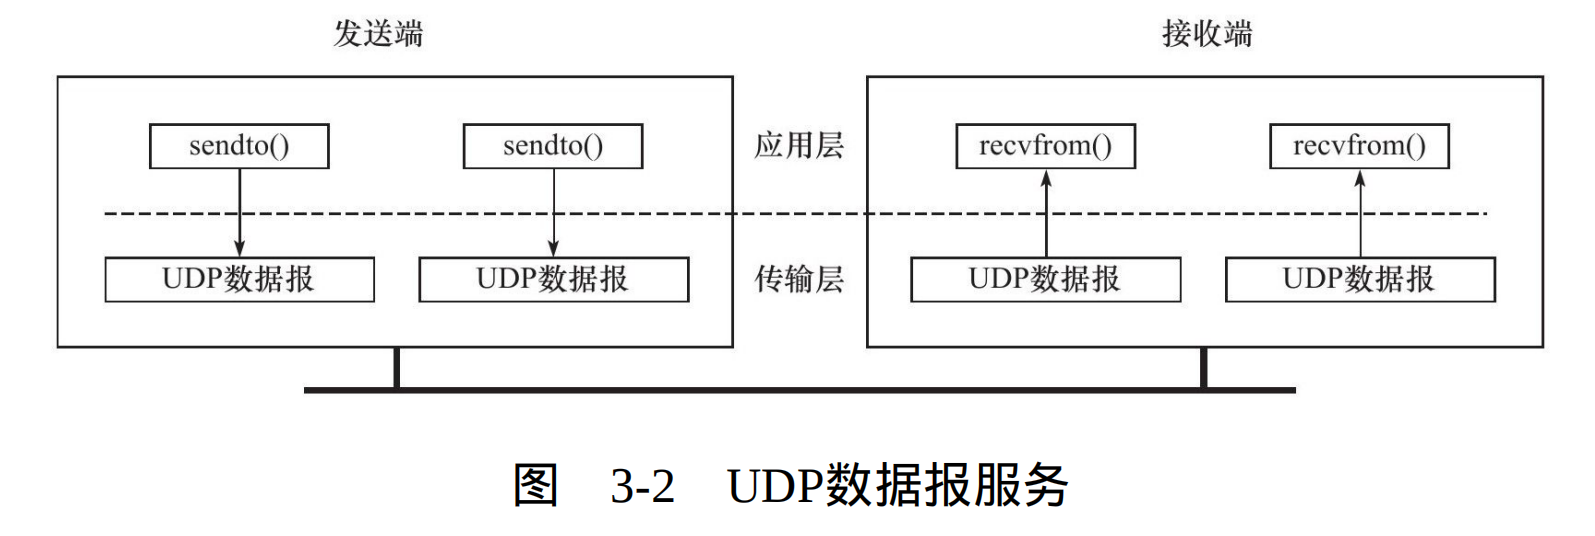 发送端 接收端
sendto() sendto() 应用层 recvfrom() recvfrom()
UDP数据报 UDP数据报 传输层 UDP数据报 UDP数据报
图 3-2 UDP数据报服务